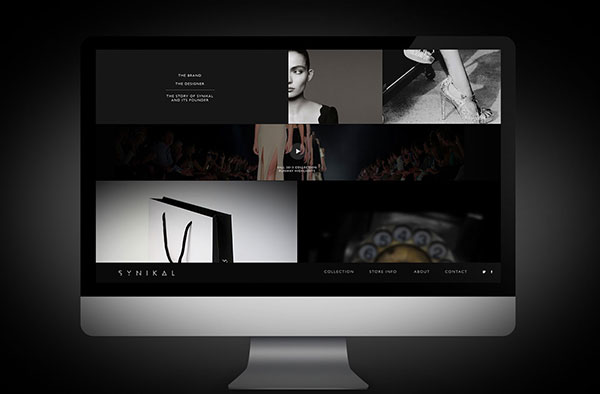 THE BRAND
THE DESIGNER
THE STORY OF SYNIKAL
AND ITS FOUNDER
FALL 2013 COLLECTION
RUNWAY HIGHLIGHTS
SYNIKAL
COLLECTION
STORE INFO
ABOUT
CONTACT